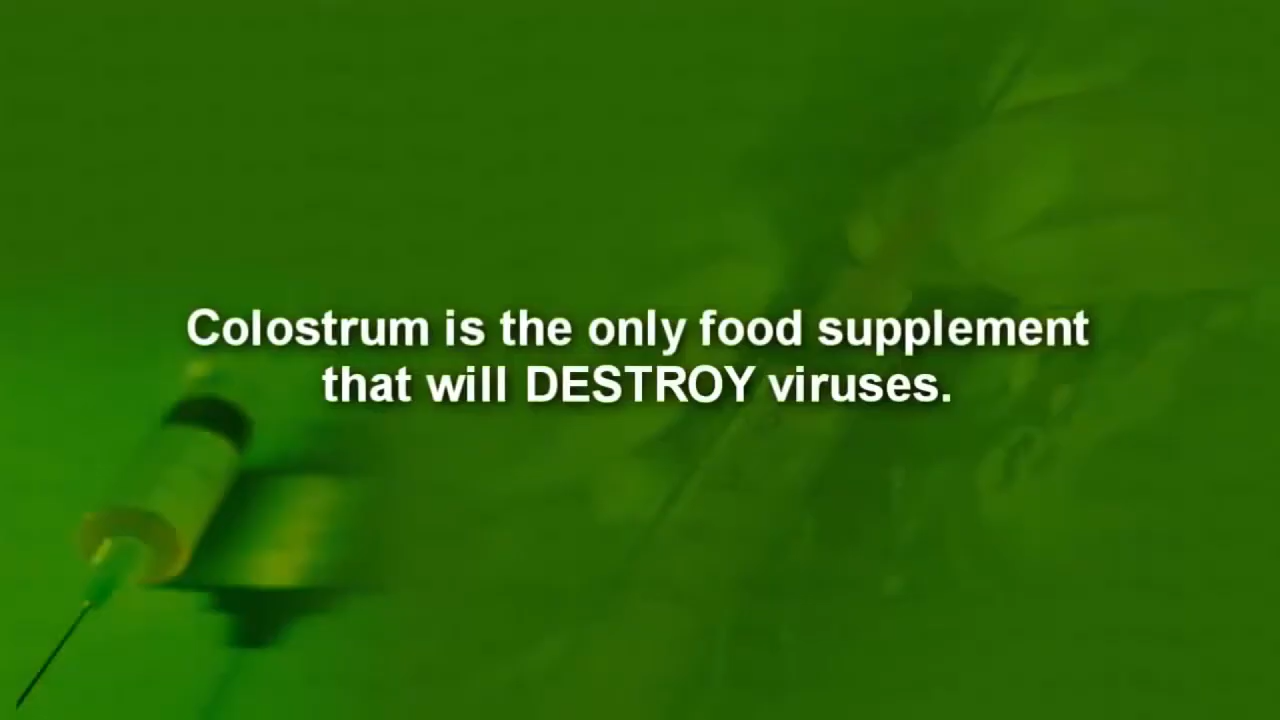 Colostrum is the only food supplement
that will DESTROY viruses.